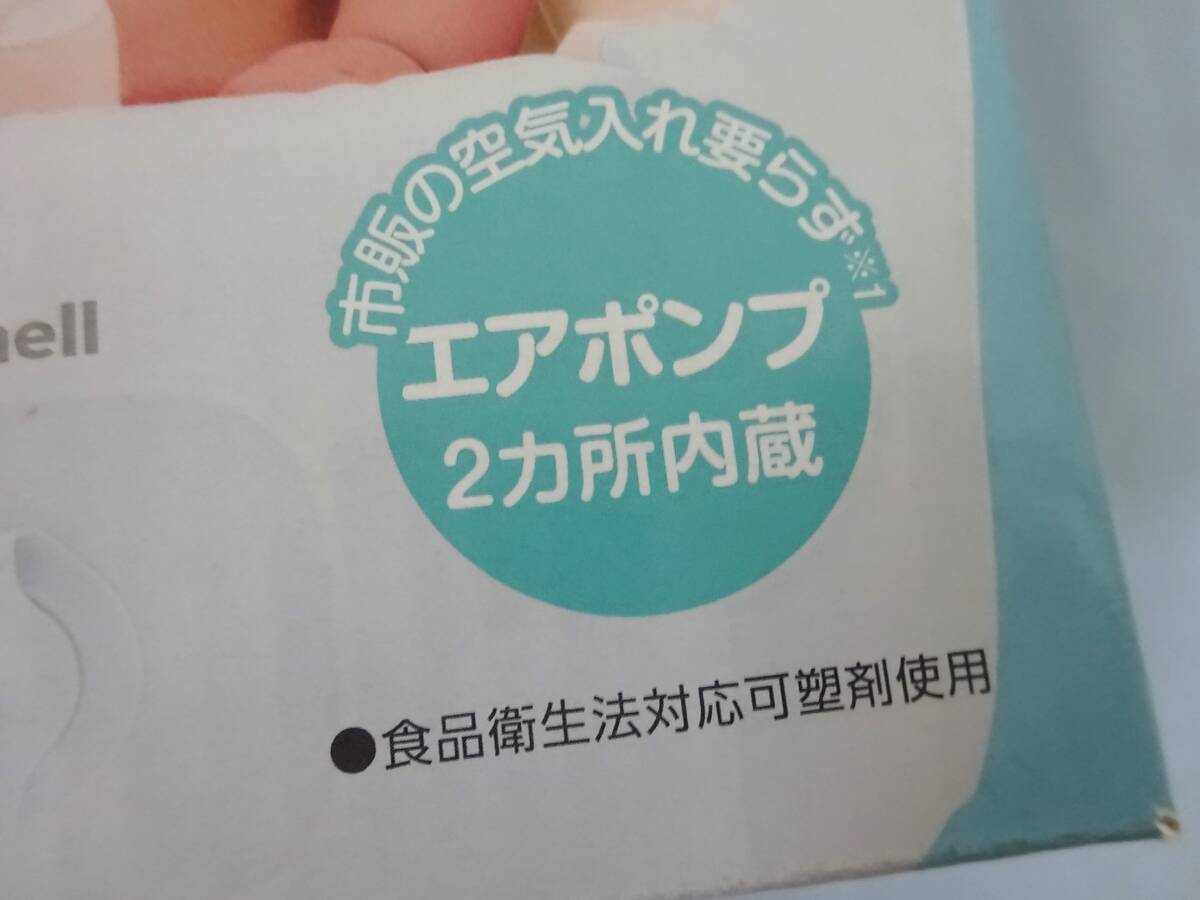 市販の空気入れ要らず※1
エアポンプ
2カ所内蔵
●食品衛生法対応可塑剤使用